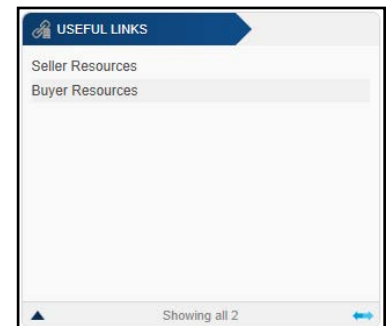 USEFUL LINKS
Seller Resources
Buyer Resources
Showing all 2